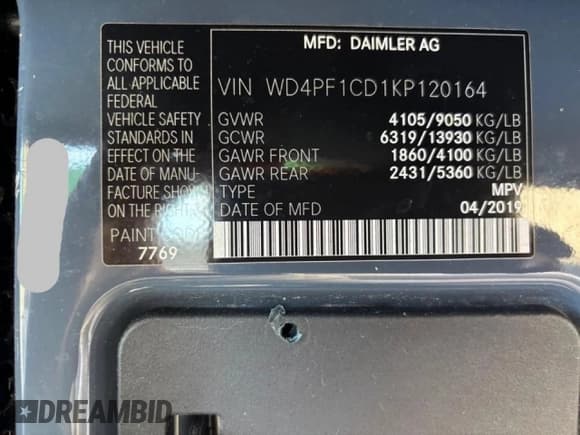 MFD: DAIMLER AG
THIS VEHICLE
CONFORMS TO
ALL APPLICABLE
FEDERAL
VEHICLE SAFETY
STANDARDS IN
EFFECT ON THE
DATE OF MANU-
FACTURE SHOWN
ON THE RIGHT
PAINT CODE
7769
VIN WD4PF1CD1KP120164
GVWR 4105/9050 KG/LB
GCWR 6319/13930 KG/LB
GAWR FRONT 1860/4100 KG/LB
GAWR REAR 2431/5360 KG/LB
TYPE MPV
DATE OF MFD 04/2019
DREAMBID